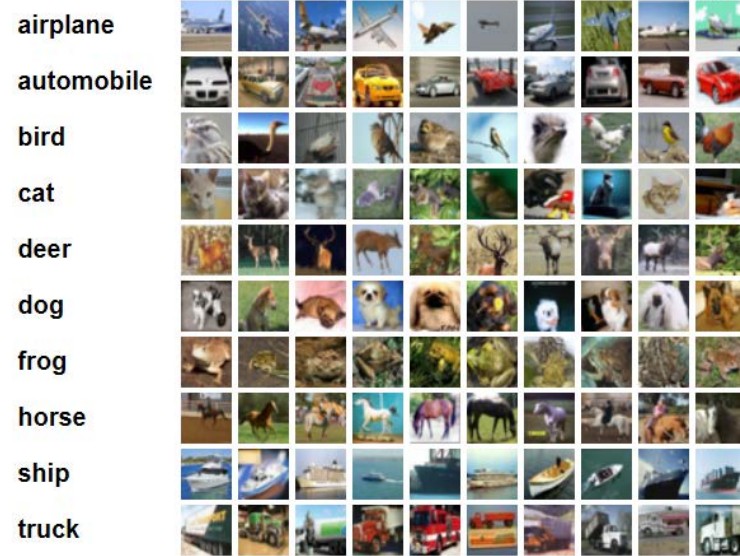 airplane
automobile
bird
cat
deer
dog
frog
horse
ship
truck